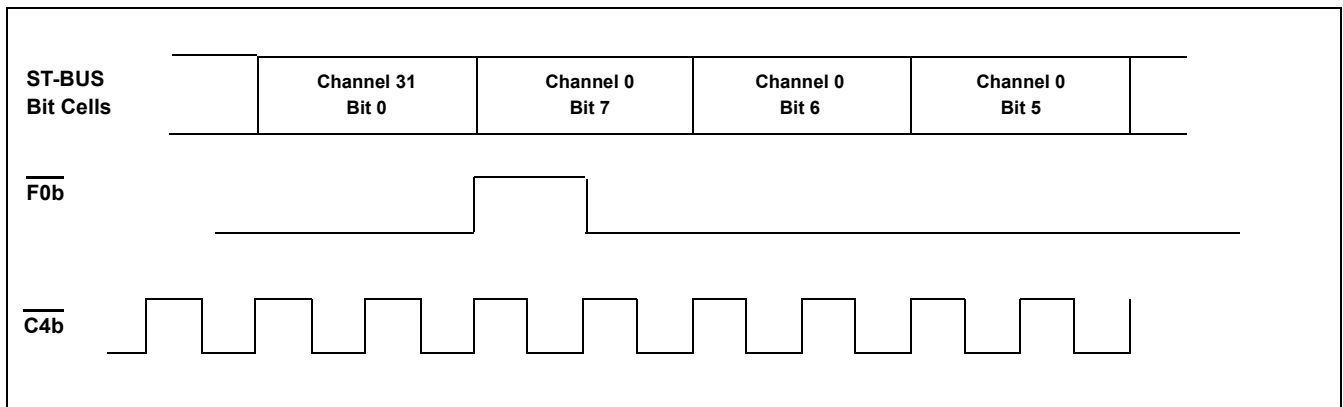 ST-BUS
Bit Cells
Channel 31
Bit 0
Channel 0
Bit 7
Channel 0
Bit 6
Channel 0
Bit 5
F0b
C4b